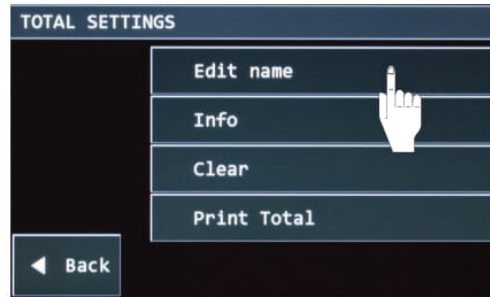 TOTAL SETTINGS
Edit name
Info
Clear
Print Total
Back